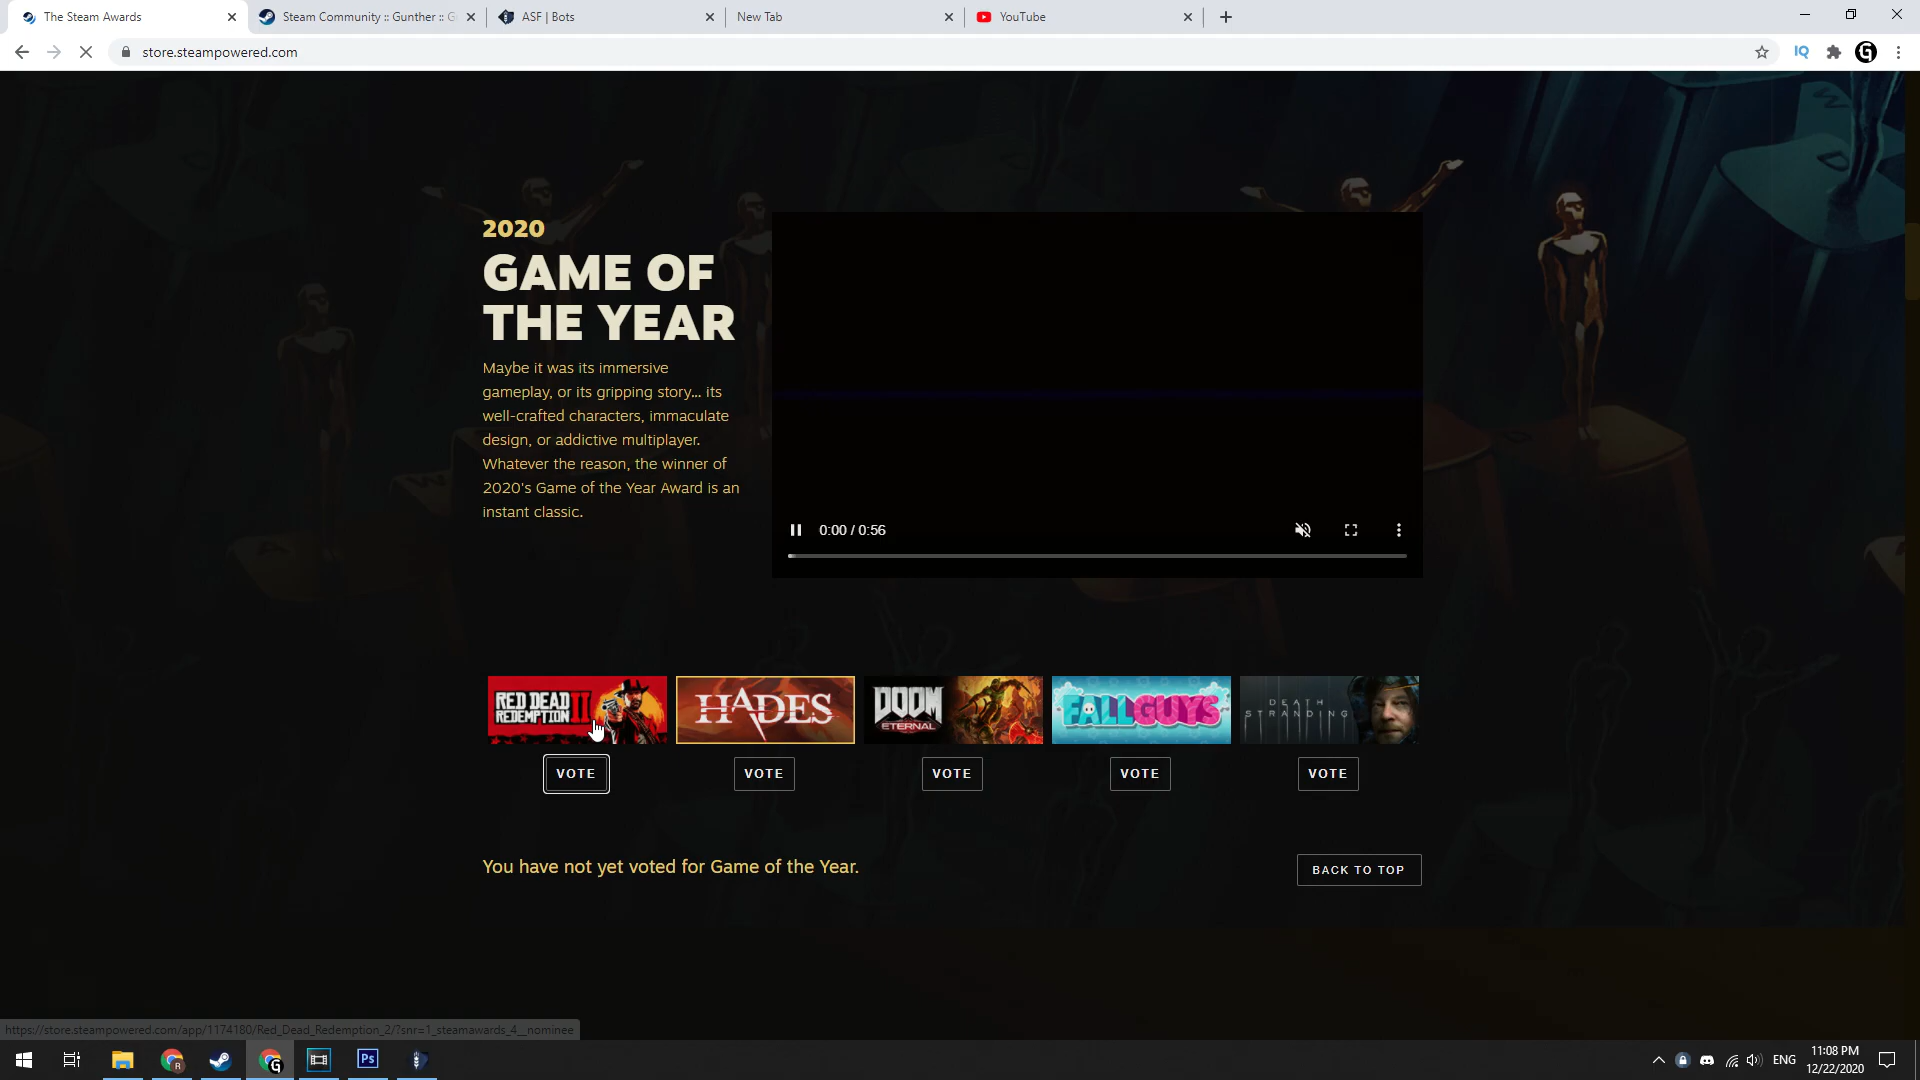 The Steam Awards
Steam Community :: Gunther :: G
ASF | Bots
New Tab
YouTube
store.steampowered.com
IQ
2020
GAME OF
THE YEAR
Maybe it was its immersive
gameplay, or its gripping story... its
well-crafted characters, immaculate
design, or addictive multiplayer.
Whatever the reason, the winner of
2020's Game of the Year Award is an
instant classic.
0:00 / 0:56
RED DEAD
REDEMPTION II
HADES
DOOM
ETERNAL
FALL GUYS
DEATH
STRANDING
VOTE
VOTE
VOTE
VOTE
VOTE
You have not yet voted for Game of the Year.
BACK TO TOP
https://store.steampowered.com/app/1174180/Red_Dead_Redemption_2/?snr=1_steamawards_4__nominee
R
G
Ps
ENG
11:08 PM
12/22/2020